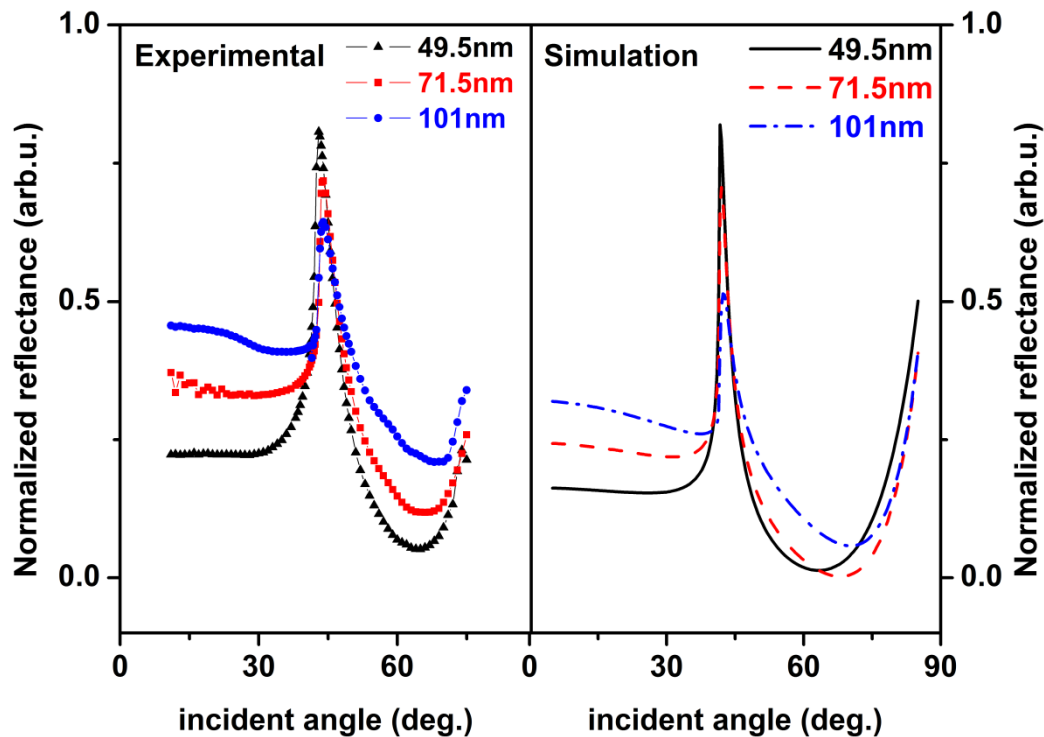 1.0
0.5
0.0
Normalized reflectance (arb.u.)
Experimental
49.5nm
71.5nm
101nm
0
30
60
incident angle (deg.)
Simulation
49.5nm
71.5nm
101nm
0
30
60
90
incident angle (deg.)
1.0
0.5
0.0
Normalized reflectance (arb.u.)